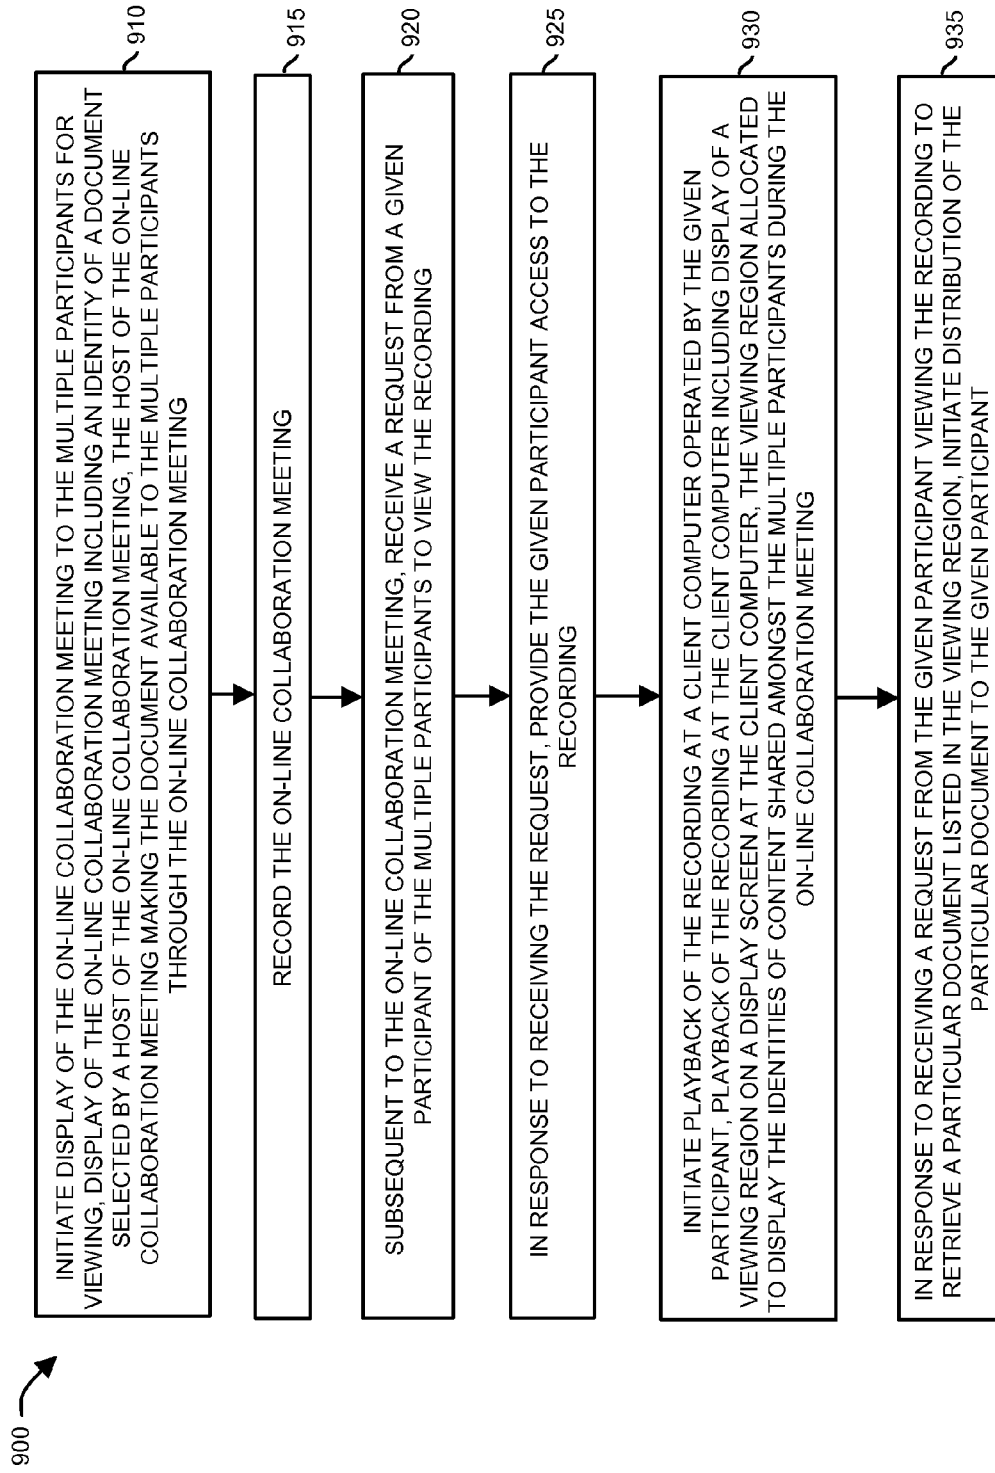 900
INITIATE DISPLAY OF THE ON-LINE COLLABORATION MEETING TO THE MULTIPLE PARTICIPANTS FOR
VIEWING, DISPLAY OF THE ON-LINE COLLABORATION MEETING INCLUDING AN IDENTITY OF A DOCUMENT
SELECTED BY A HOST OF THE ON-LINE COLLABORATION MEETING, THE HOST OF THE ON-LINE
COLLABORATION MEETING MAKING THE DOCUMENT AVAILABLE TO THE MULTIPLE PARTICIPANTS
THROUGH THE ON-LINE COLLABORATION MEETING
910
RECORD THE ON-LINE COLLABORATION MEETING
915
SUBSEQUENT TO THE ON-LINE COLLABORATION MEETING, RECEIVE A REQUEST FROM A GIVEN
PARTICIPANT OF THE MULTIPLE PARTICIPANTS TO VIEW THE RECORDING
920
IN RESPONSE TO RECEIVING THE REQUEST, PROVIDE THE GIVEN PARTICIPANT ACCESS TO THE
RECORDING
925
INITIATE PLAYBACK OF THE RECORDING AT A CLIENT COMPUTER OPERATED BY THE GIVEN
PARTICIPANT, PLAYBACK OF THE RECORDING AT THE CLIENT COMPUTER INCLUDING DISPLAY OF A
VIEWING REGION ON A DISPLAY SCREEN AT THE CLIENT COMPUTER, THE VIEWING REGION ALLOCATED
TO DISPLAY THE IDENTITIES OF CONTENT SHARED AMONGST THE MULTIPLE PARTICIPANTS DURING THE
ON-LINE COLLABORATION MEETING
930
IN RESPONSE TO RECEIVING A REQUEST FROM THE GIVEN PARTICIPANT VIEWING THE RECORDING TO
RETRIEVE A PARTICULAR DOCUMENT LISTED IN THE VIEWING REGION, INITIATE DISTRIBUTION OF THE
PARTICULAR DOCUMENT TO THE GIVEN PARTICIPANT
935